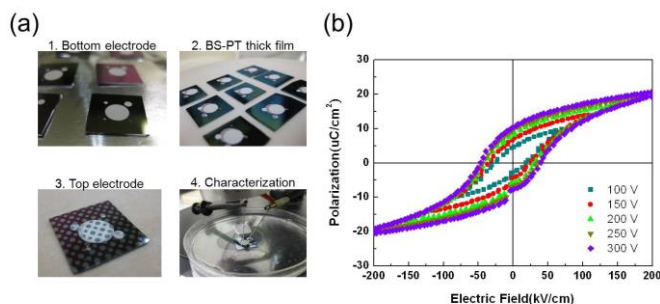 (a)
1. Bottom electrode
2. BS-PT thick film
3. Top electrode
4. Characterization
(b)
Polarization(uC/cm²)
30
20
10
0
-10
-20
-30
-200 -150 -100 -50 0 50 100 150 200
Electric Field(kV/cm)
100 V
150 V
200 V
250 V
300 V